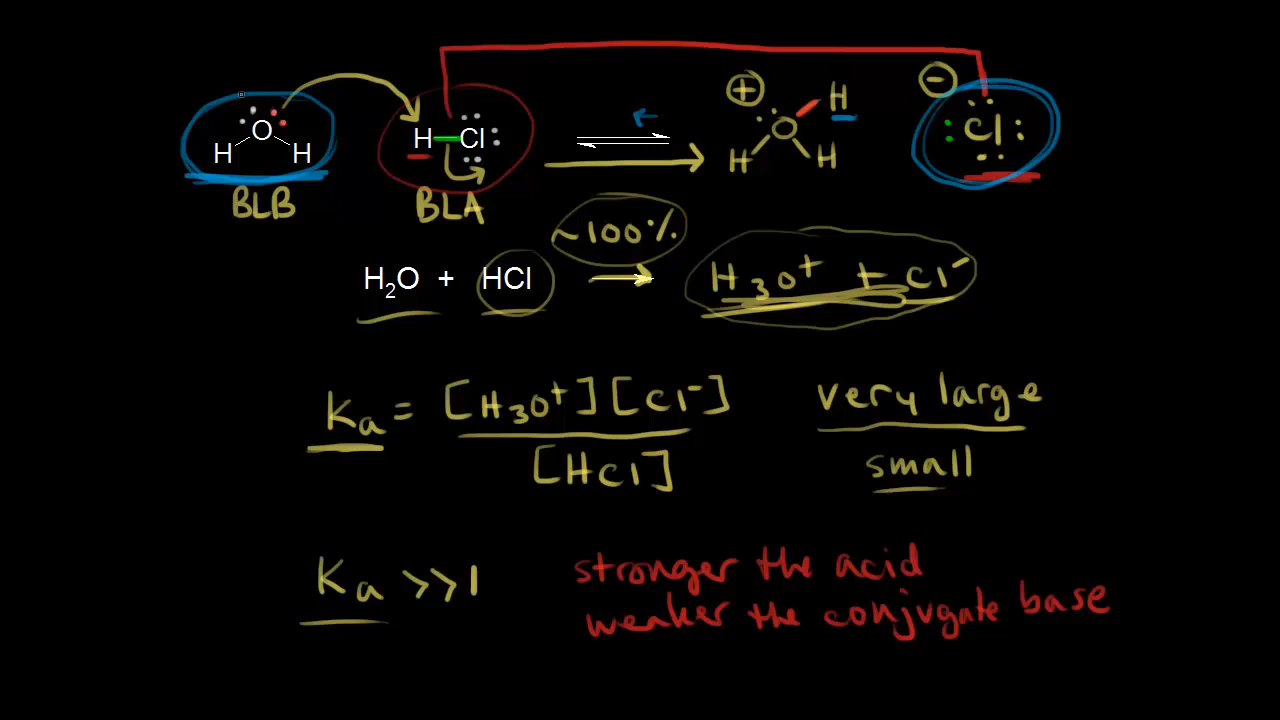 H–O–H H–Cl ⇌ ⊕ H–O(–H)–H ⊖ Cl
BLB BLA
~100%
H₂O + HCl → H₃O⁺ + Cl⁻
Ka = [H₃O⁺][Cl⁻] very large
[HCl] small
Ka >>1 stronger the acid
weaker the conjugate base